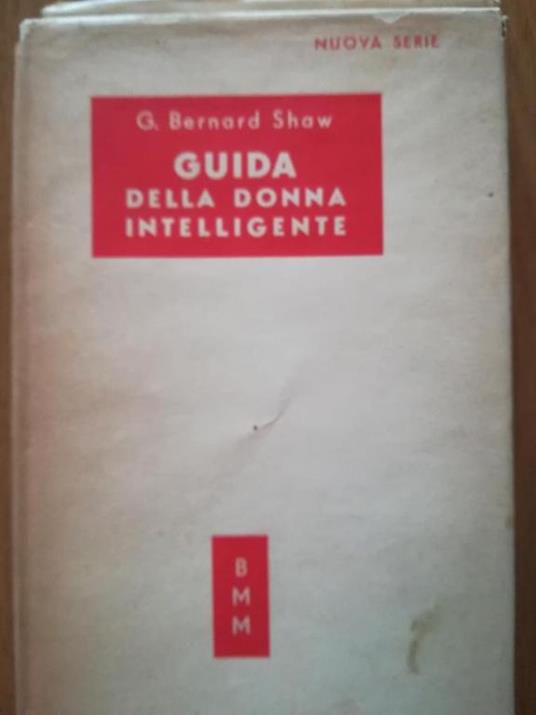 NUOVA SERIE
G. Bernard Shaw
GUIDA
DELLA DONNA
INTELLIGENTE
B
M
M